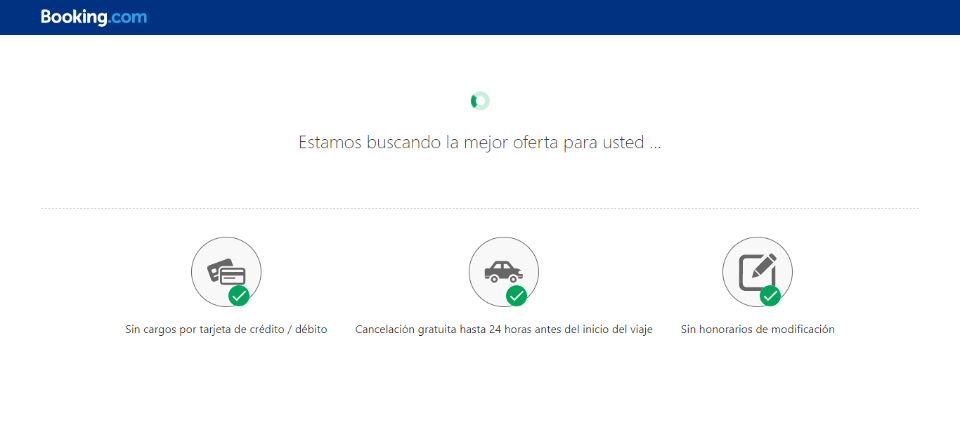 Booking.com
Estamos buscando la mejor oferta para usted ...
Sin cargos por tarjeta de crédito / débito
Cancelación gratuita hasta 24 horas antes del inicio del viaje
Sin honorarios de modificación